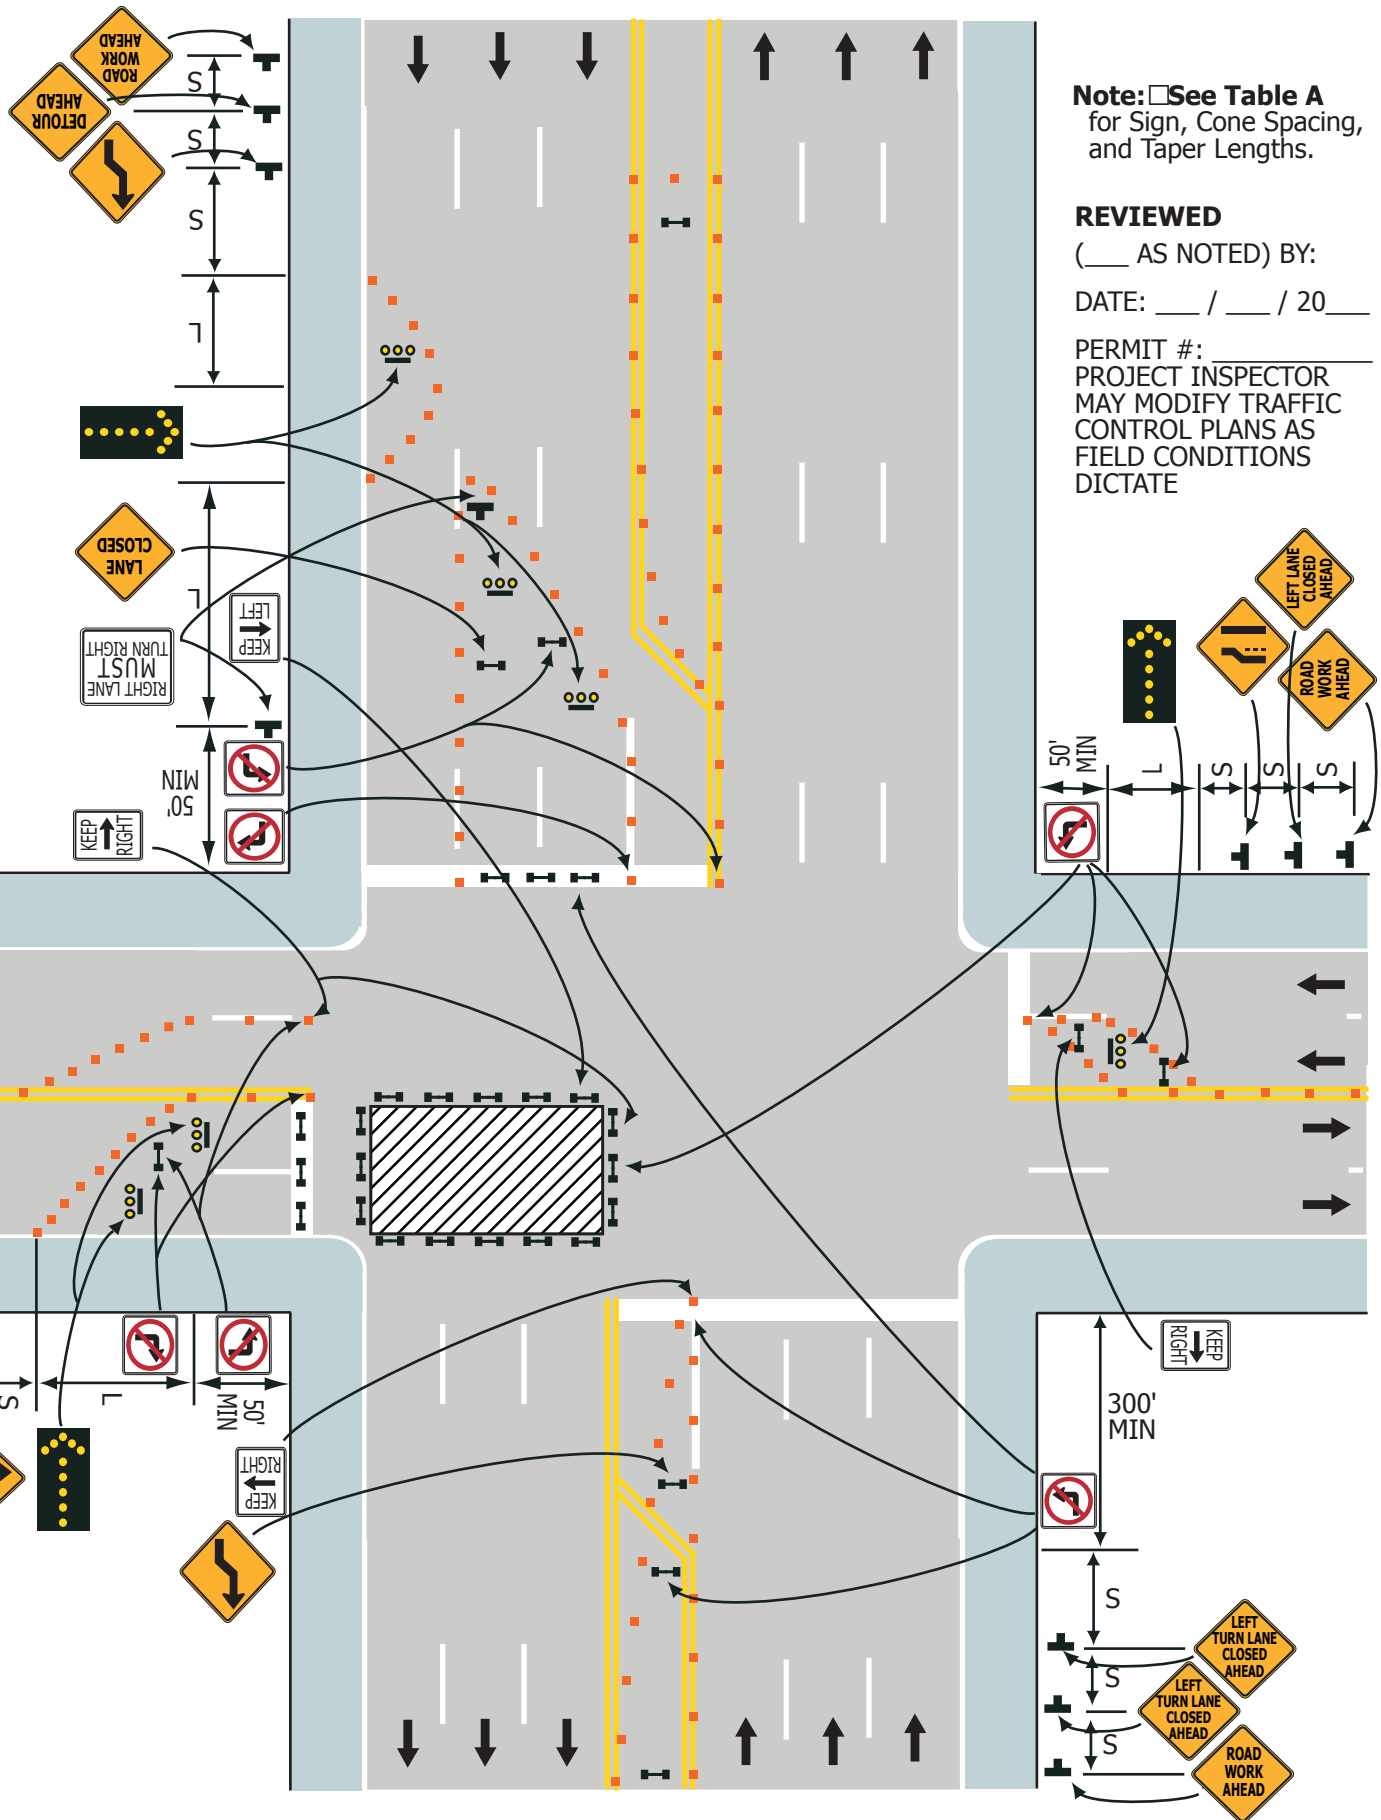 ROAD
WORK
AHEAD
DETOUR
AHEAD
S
S
S
L
Note:□See Table A
for Sign, Cone Spacing,
and Taper Lengths.
REVIEWED
(___ AS NOTED) BY:
DATE: ___ / ___ / 20___
PERMIT #: ____________
PROJECT INSPECTOR
MAY MODIFY TRAFFIC
CONTROL PLANS AS
FIELD CONDITIONS
DICTATE
LANE
CLOSED
L
KEEP
LEFT
RIGHT LANE
MUST
TURN RIGHT
50'
MIN
KEEP
RIGHT
LEFT LANE
CLOSED
AHEAD
ROAD
WORK
AHEAD
50'
MIN
L
S
S
S
KEEP
RIGHT
300'
MIN
S
L
50'
MIN
KEEP
RIGHT
S
LEFT
TURN LANE
CLOSED
AHEAD
S
LEFT
TURN LANE
CLOSED
AHEAD
S
ROAD
WORK
AHEAD